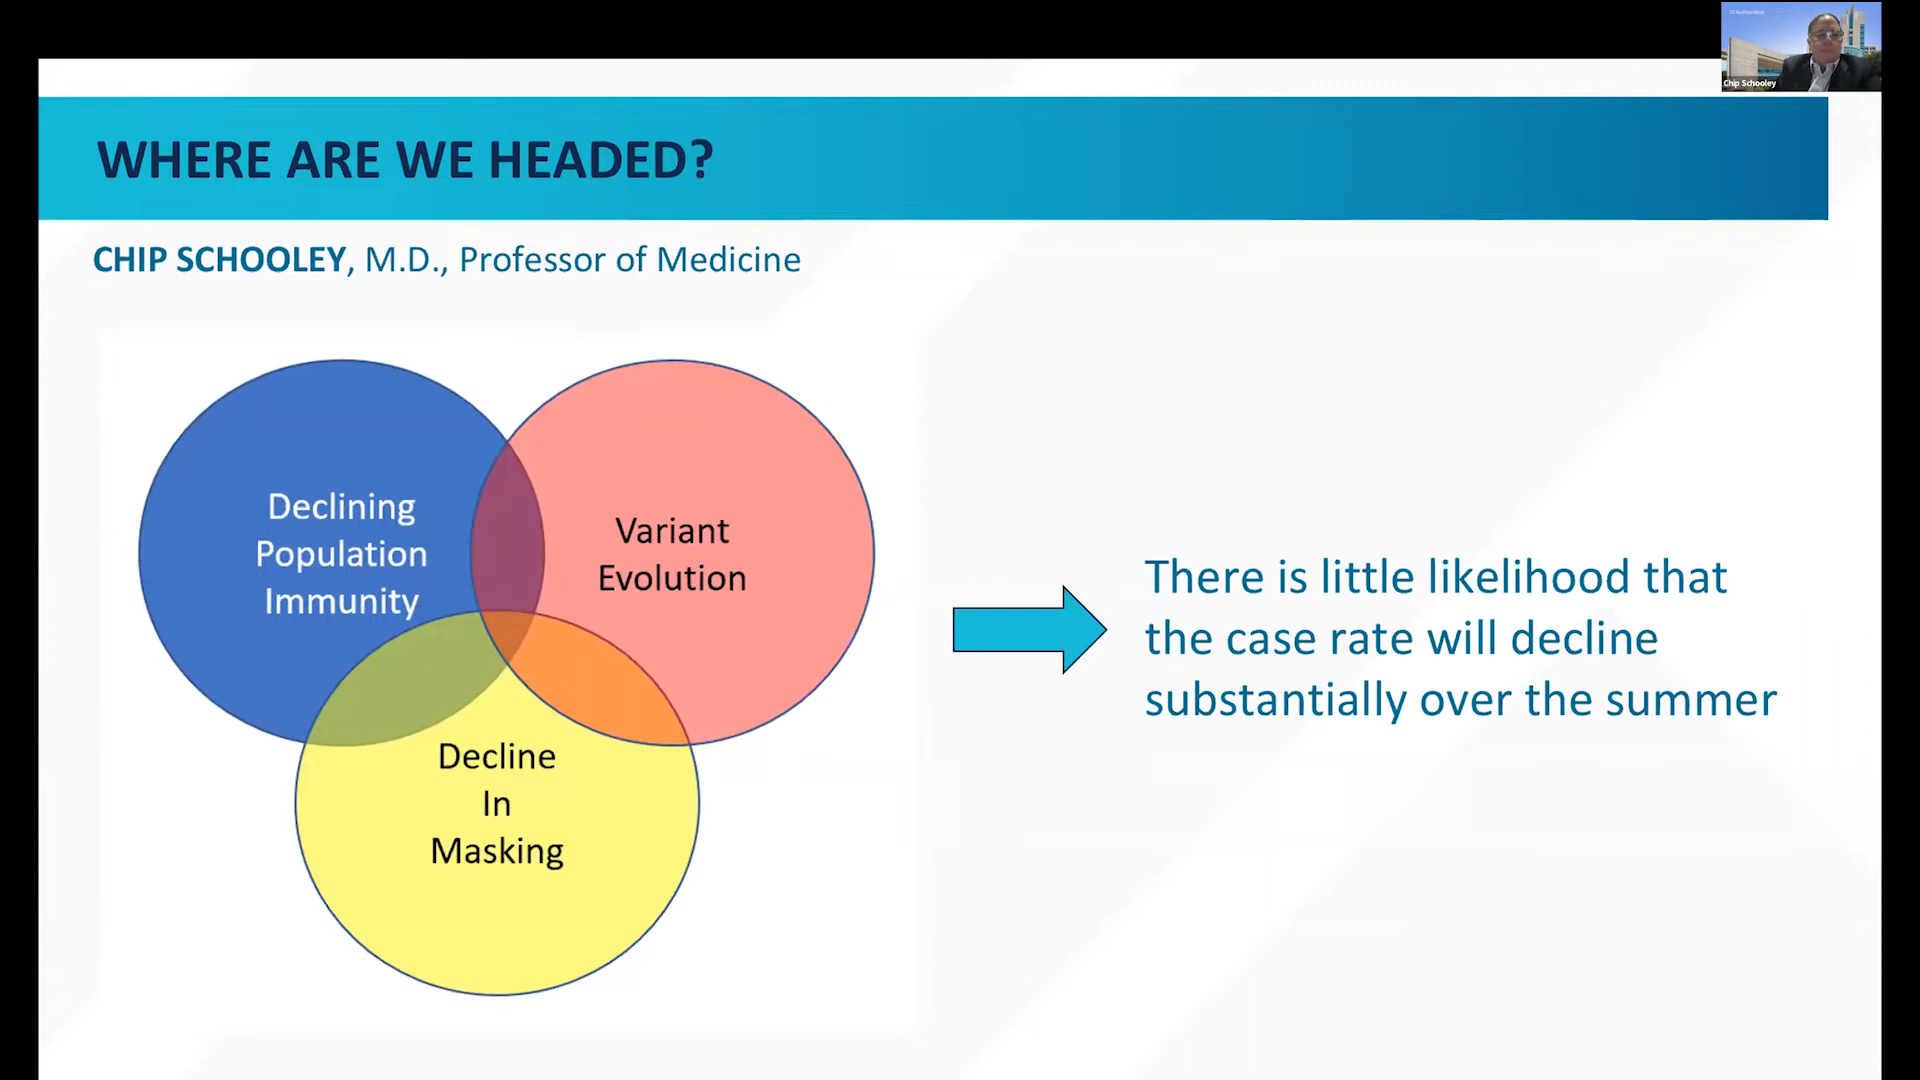 Chip Schooley
WHERE ARE WE HEADED?
CHIP SCHOOLEY, M.D., Professor of Medicine
Declining
Population
Immunity
Variant
Evolution
Decline
In
Masking
There is little likelihood that
the case rate will decline
substantially over the summer